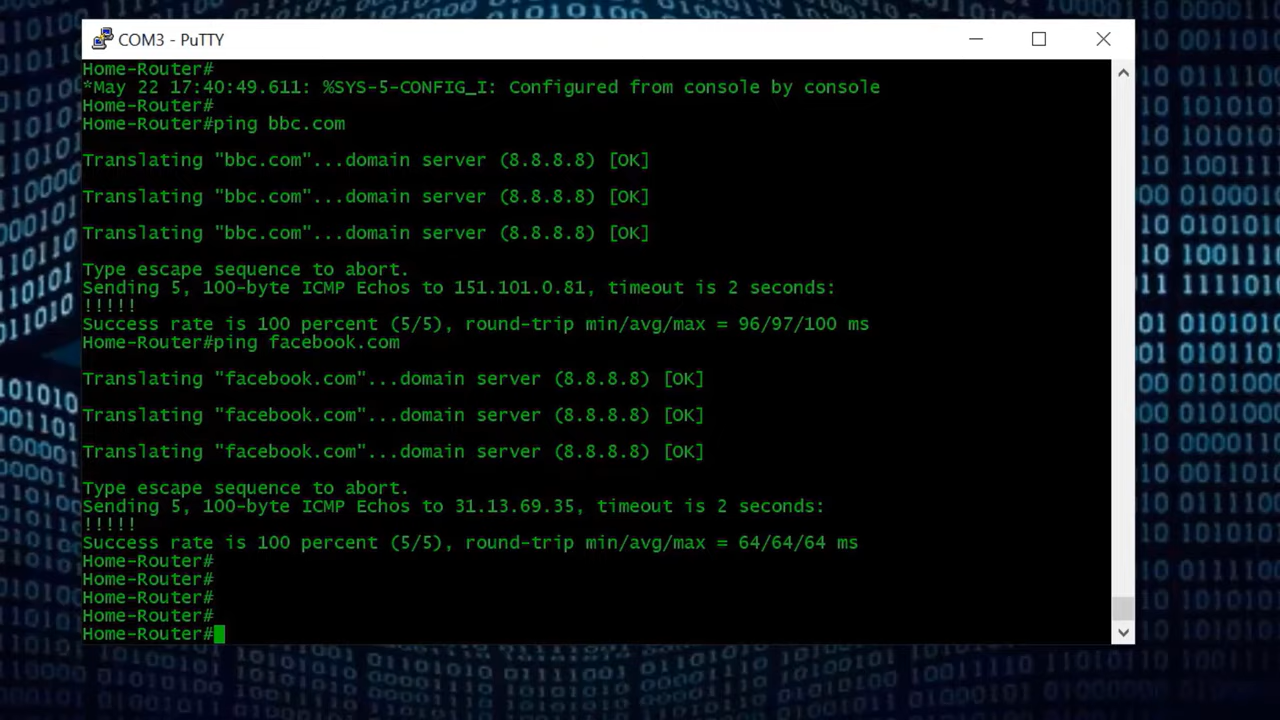 COM3 - PuTTY
Home-Router#
*May 22 17:40:49.611: %SYS-5-CONFIG_I: Configured from console by console
Home-Router#
Home-Router#ping bbc.com
Translating "bbc.com"...domain server (8.8.8.8) [OK]
Translating "bbc.com"...domain server (8.8.8.8) [OK]
Translating "bbc.com"...domain server (8.8.8.8) [OK]
Type escape sequence to abort.
Sending 5, 100-byte ICMP Echos to 151.101.0.81, timeout is 2 seconds:
!!!!!
Success rate is 100 percent (5/5), round-trip min/avg/max = 96/97/100 ms
Home-Router#ping facebook.com
Translating "facebook.com"...domain server (8.8.8.8) [OK]
Translating "facebook.com"...domain server (8.8.8.8) [OK]
Translating "facebook.com"...domain server (8.8.8.8) [OK]
Type escape sequence to abort.
Sending 5, 100-byte ICMP Echos to 31.13.69.35, timeout is 2 seconds:
!!!!!
Success rate is 100 percent (5/5), round-trip min/avg/max = 64/64/64 ms
Home-Router#
Home-Router#
Home-Router#
Home-Router#
Home-Router#